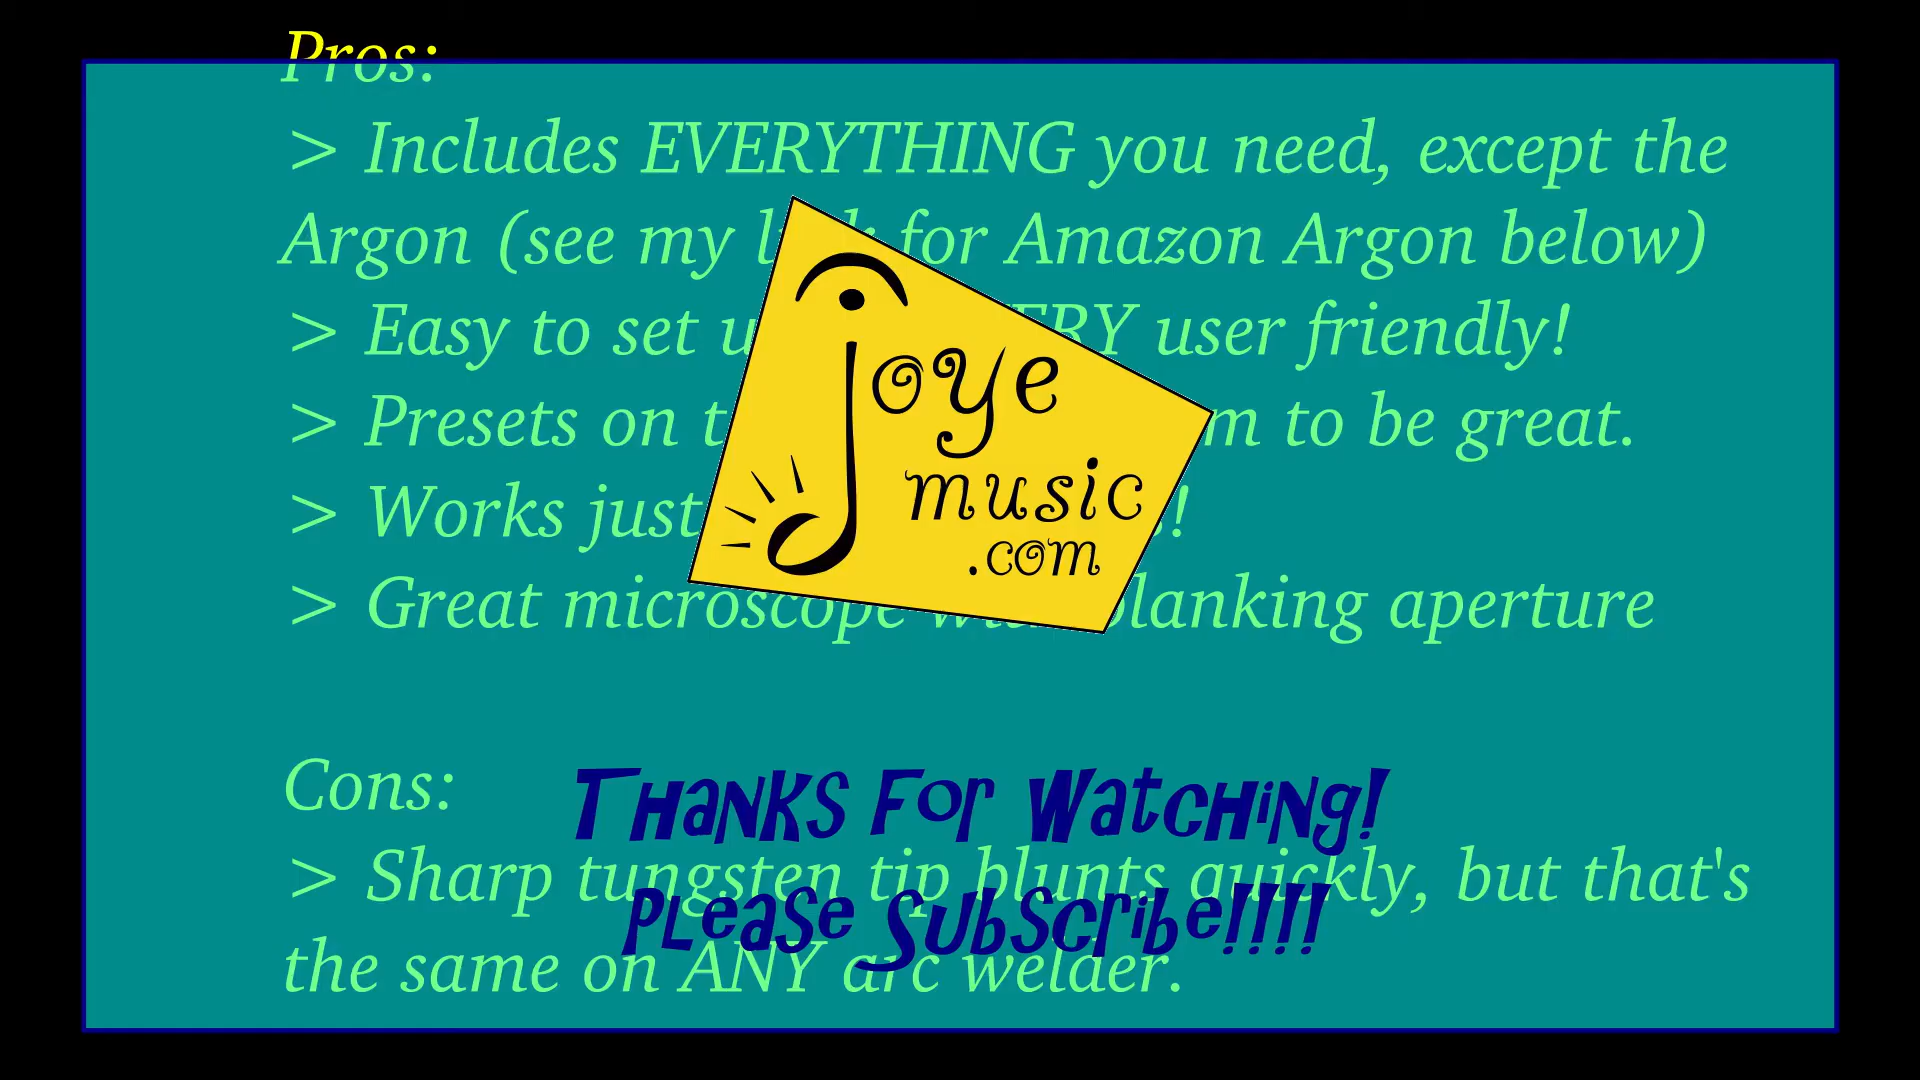 Pros:
> Includes EVERYTHING you need, except the
Argon (see my for Amazon Argon below)
> Easy to set user friendly!
> Presets on to be great.
> Works just
> Great microscope blanking aperture
joye
music
.com
Cons:
Thanks For Watching!
> Sharp tungsten tip blunts quickly, but that's
Please Subscribe!!!!
the same on ANY arc welder.